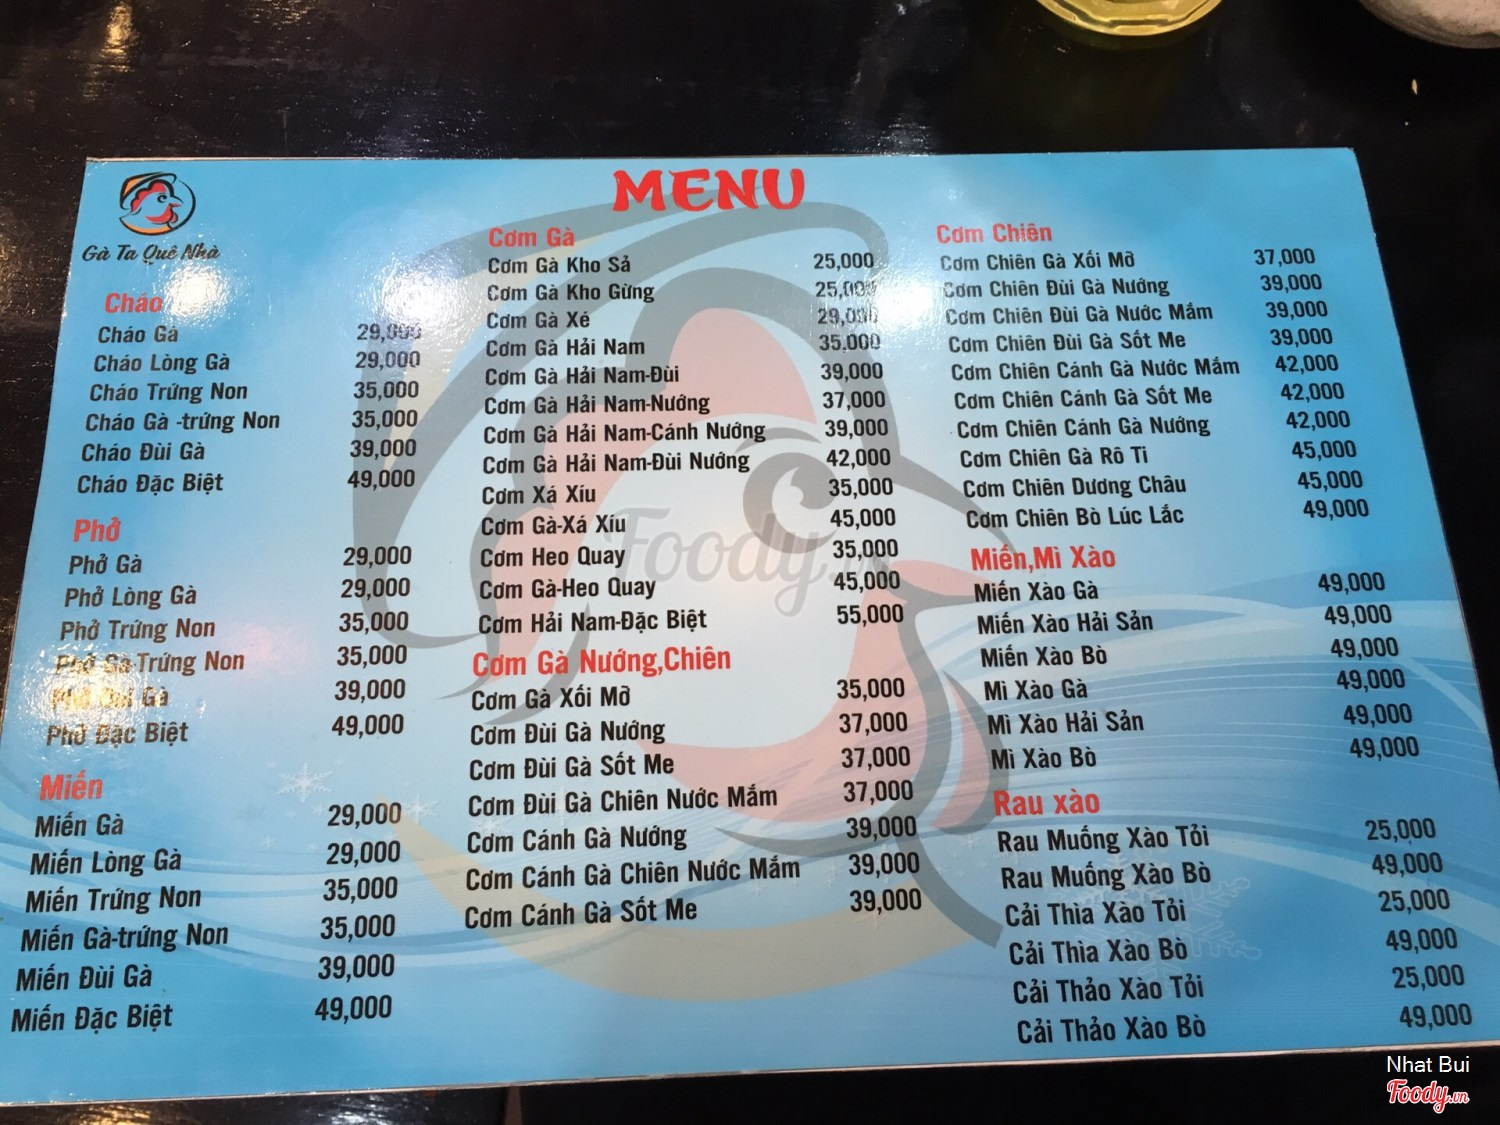 MENU
Gà Ta Quê Nhà
Cháo
Cháo Gà 29,000
Cháo Lòng Gà 29,000
Cháo Trứng Non 35,000
Cháo Gà -trứng Non 35,000
Cháo Đùi Gà 39,000
Cháo Đặc Biệt 49,000
Phở
Phở Gà 29,000
Phở Lòng Gà 29,000
Phở Trứng Non 35,000
Phở Gà-Trứng Non 35,000
Phở Đùi Gà 39,000
Phở Đặc Biệt 49,000
Miến
Miến Gà 29,000
Miến Lòng Gà 29,000
Miến Trứng Non 35,000
Miến Gà-trứng Non 35,000
Miến Đùi Gà 39,000
Miến Đặc Biệt 49,000
Cơm Gà
Cơm Gà Kho Sả 25,000
Cơm Gà Kho Gừng 25,000
Cơm Gà Xé 29,000
Cơm Gà Hải Nam 35,000
Cơm Gà Hải Nam-Đùi 39,000
Cơm Gà Hải Nam-Nướng 37,000
Cơm Gà Hải Nam-Cánh Nướng 39,000
Cơm Gà Hải Nam-Đùi Nướng 42,000
Cơm Xá Xíu 35,000
Cơm Gà-Xá Xíu 45,000
Cơm Heo Quay 35,000
Cơm Gà-Heo Quay 45,000
Cơm Hải Nam-Đặc Biệt 55,000
Cơm Gà Nướng,Chiên
Cơm Gà Xối Mỡ 35,000
Cơm Đùi Gà Nướng 37,000
Cơm Đùi Gà Sốt Me 37,000
Cơm Đùi Gà Chiên Nước Mắm 37,000
Cơm Cánh Gà Nướng 39,000
Cơm Cánh Gà Chiên Nước Mắm 39,000
Cơm Cánh Gà Sốt Me 39,000
Cơm Chiên
Cơm Chiên Gà Xối Mỡ 37,000
Cơm Chiên Đùi Gà Nướng 39,000
Cơm Chiên Đùi Gà Nước Mắm 39,000
Cơm Chiên Đùi Gà Sốt Me 39,000
Cơm Chiên Cánh Gà Nước Mắm 42,000
Cơm Chiên Cánh Gà Sốt Me 42,000
Cơm Chiên Cánh Gà Nướng 42,000
Cơm Chiên Gà Rô Ti 45,000
Cơm Chiên Dương Châu 45,000
Cơm Chiên Bò Lúc Lắc 49,000
Miến,Mì Xào
Miến Xào Gà 49,000
Miến Xào Hải Sản 49,000
Miến Xào Bò 49,000
Mì Xào Gà 49,000
Mì Xào Hải Sản 49,000
Mì Xào Bò 49,000
Rau xào
Rau Muống Xào Tỏi 25,000
Rau Muống Xào Bò 49,000
Cải Thìa Xào Tỏi 25,000
Cải Thìa Xào Bò 49,000
Cải Thảo Xào Tỏi 25,000
Cải Thảo Xào Bò 49,000
Foody.vn
Nhat Bui
Foody.vn